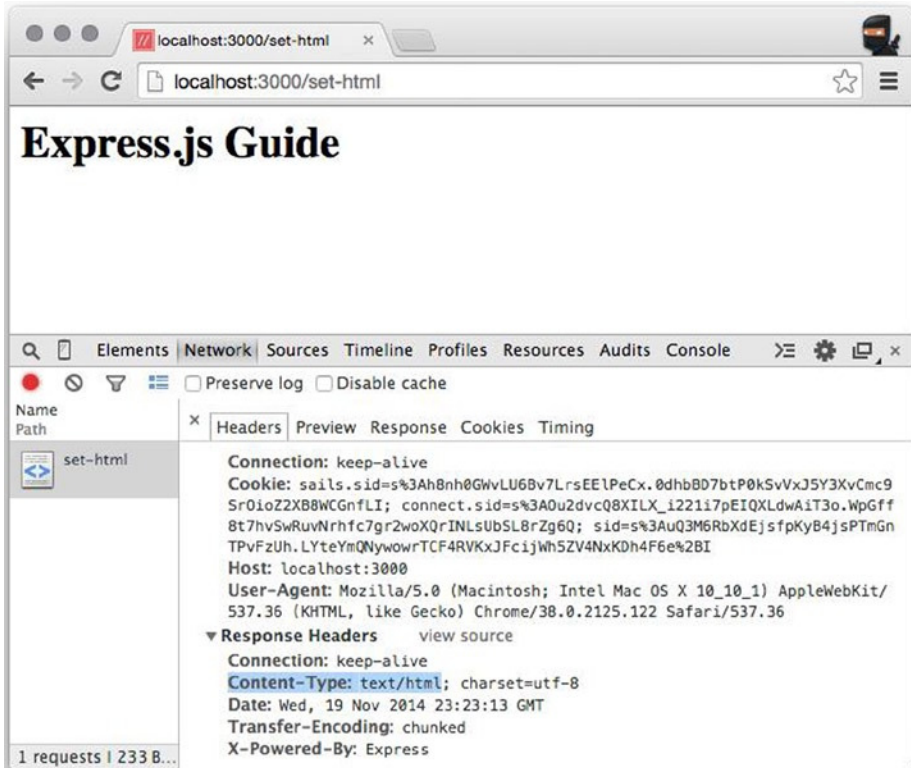 localhost:3000/set-html
localhost:3000/set-html
Express.js Guide
Elements Network Sources Timeline Profiles Resources Audits Console
Preserve log Disable cache
Name
Path
Headers Preview Response Cookies Timing
set-html
Connection: keep-alive
Cookie: sails.sid=s%3Ah8nh0GWvLU6Bv7LrsEElPeCx.0dhbBD7btP0kSvVxJ5Y3XvCmc9
SrOioZ2XB8WCGnfLI; connect.sid=s%3AOu2dvcQ8XILX_i221i7pEIQXLdwAiT3o.WpGff
8t7hvSwRuvNrhfc7gr2woXQrINLsUbSL8rZg6Q; sid=s%3AuQ3M6RbXdEjsfpKyB4jsPTmGn
TPvFzUh.LYteYmQNywowrTCF4RVKxJFcijWh5ZV4NxKDh4F6e%2BI
Host: localhost:3000
User-Agent: Mozilla/5.0 (Macintosh; Intel Mac OS X 10_10_1) AppleWebKit/
537.36 (KHTML, like Gecko) Chrome/38.0.2125.122 Safari/537.36
Response Headers view source
Connection: keep-alive
Content-Type: text/html; charset=utf-8
Date: Wed, 19 Nov 2014 23:23:13 GMT
Transfer-Encoding: chunked
X-Powered-By: Express
1 requests | 233 B...